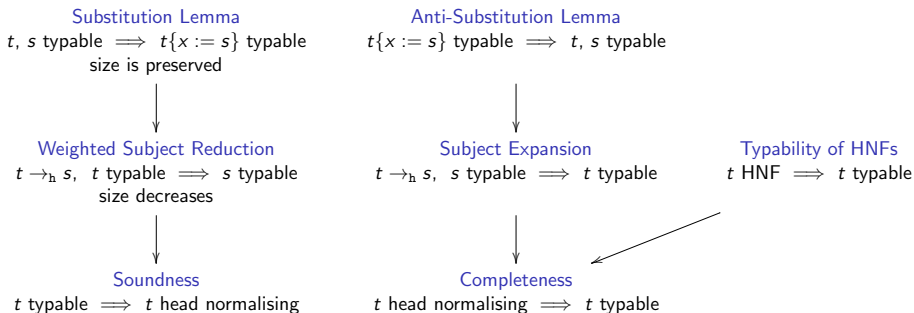 Substitution Lemma
t, s typable ⟹ t{x := s} typable
size is preserved
Anti-Substitution Lemma
t{x := s} typable ⟹ t, s typable
Weighted Subject Reduction
t →h s, t typable ⟹ s typable
size decreases
Subject Expansion
t →h s, s typable ⟹ t typable
Typability of HNFs
t HNF ⟹ t typable
Soundness
t typable ⟹ t head normalising
Completeness
t head normalising ⟹ t typable